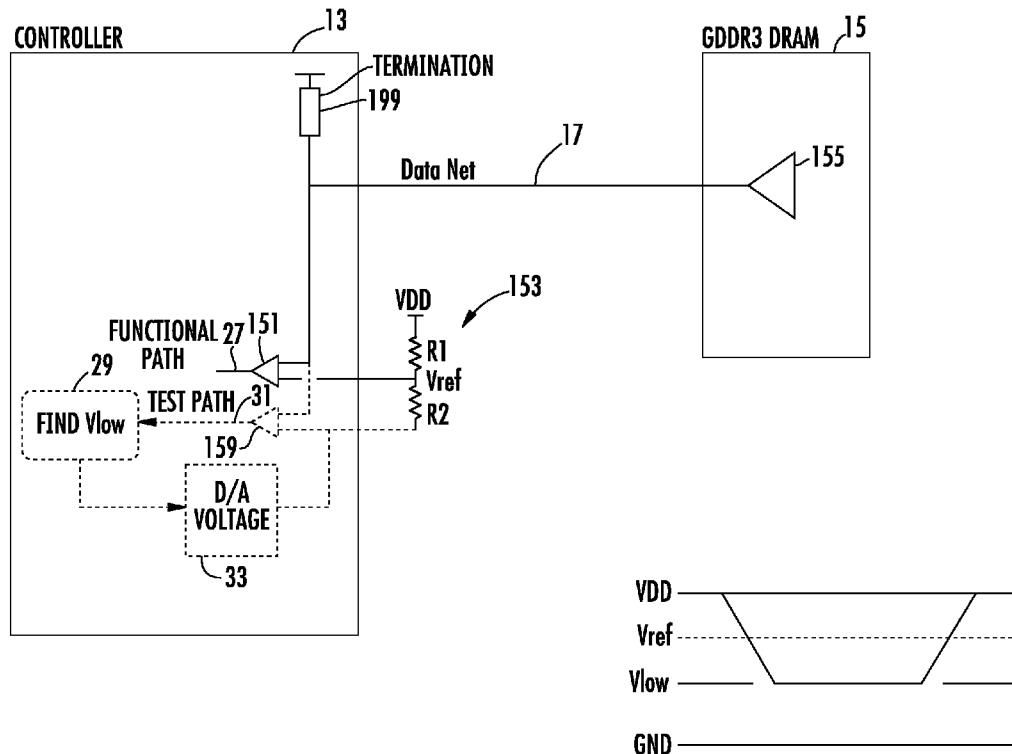 CONTROLLER
13
TERMINATION
199
GDDR3 DRAM
15
155
Data Net
17
153
VDD
R1
Vref
R2
FUNCTIONAL
PATH
27
151
29
FIND Vlow
TEST PATH
31
159
D/A
VOLTAGE
33
VDD
Vref
Vlow
GND